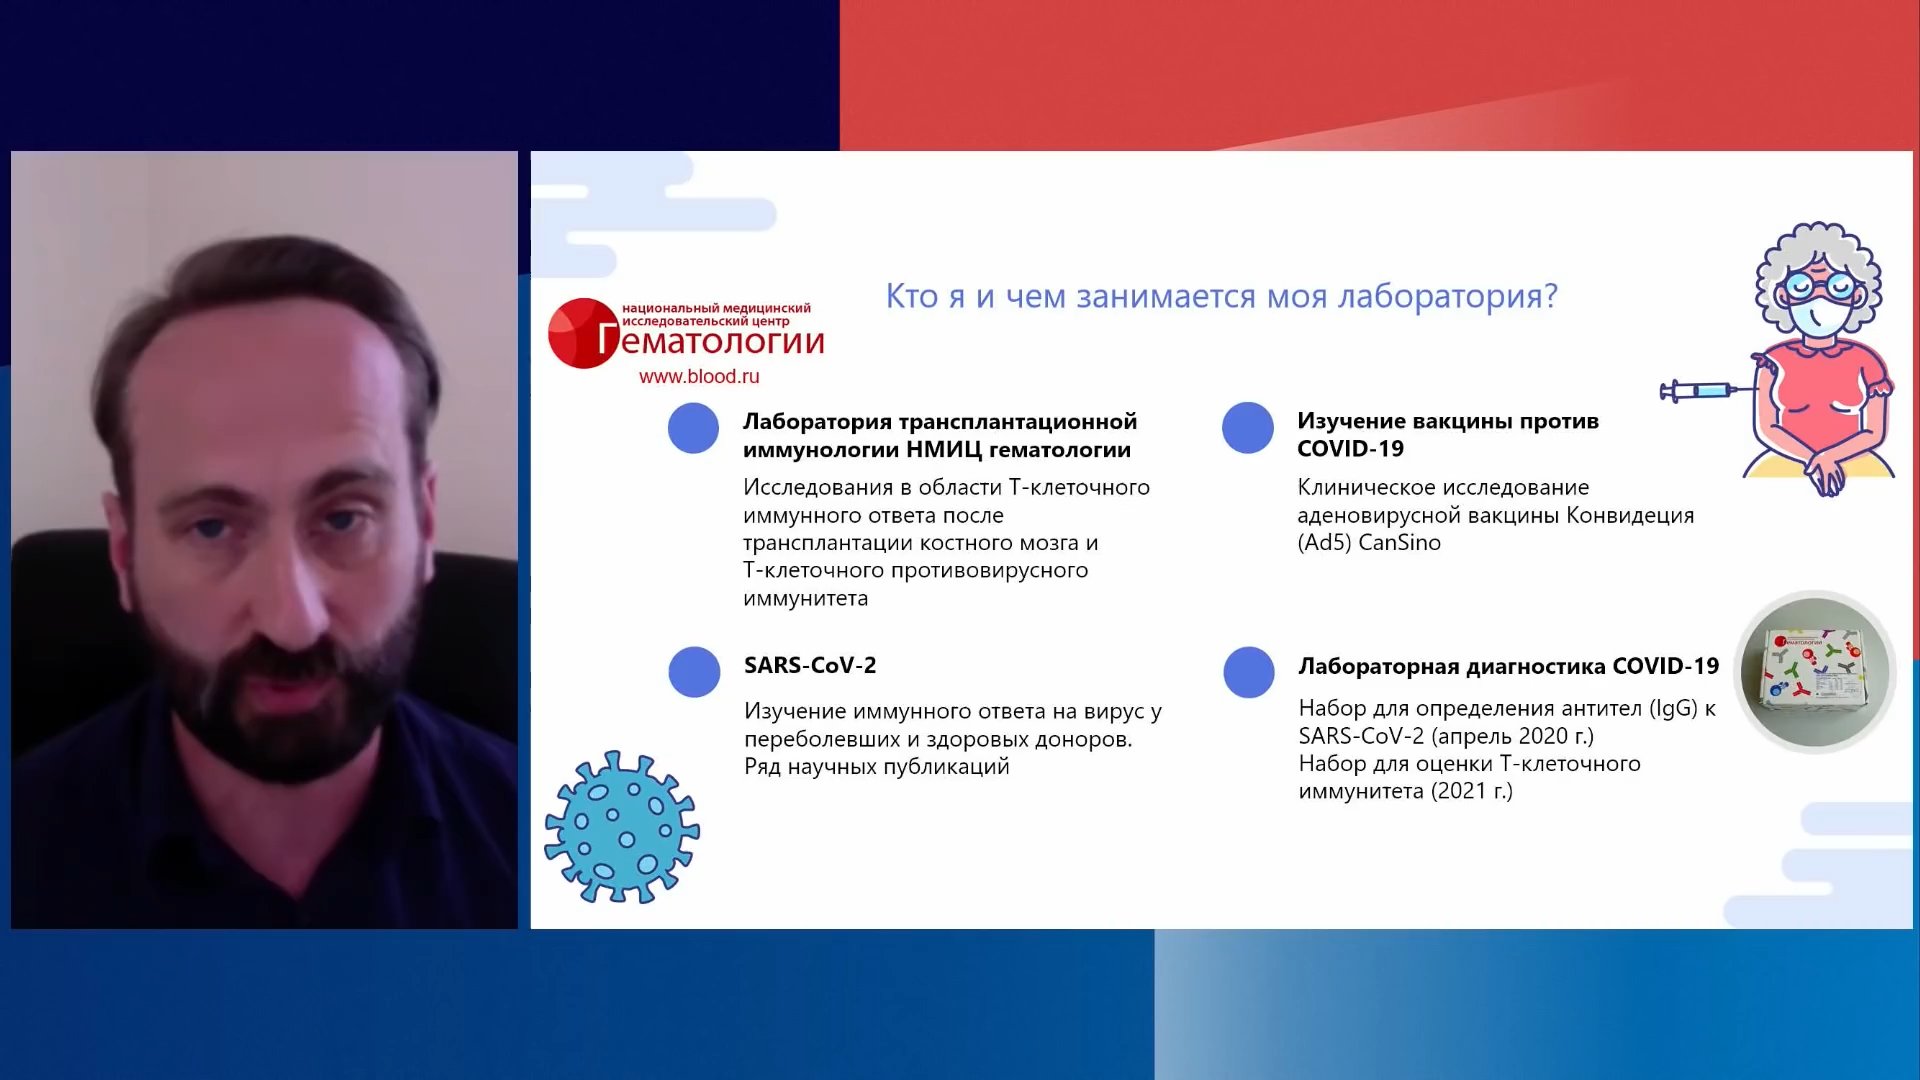 Кто я и чем занимается моя лаборатория?
национальный медицинский
исследовательский центр
Гематологии
www.blood.ru
Лаборатория трансплантационной
иммунологии НМИЦ гематологии
Исследования в области Т-клеточного
иммунного ответа после
трансплантации костного мозга и
Т-клеточного противовирусного
иммунитета
Изучение вакцины против
COVID-19
Клиническое исследование
аденовирусной вакцины Конвидеция
(Ad5) CanSino
SARS-CoV-2
Изучение иммунного ответа на вирус у
переболевших и здоровых доноров.
Ряд научных публикаций
Лабораторная диагностика COVID-19
Набор для определения антител (IgG) к
SARS-CoV-2 (апрель 2020 г.)
Набор для оценки Т-клеточного
иммунитета (2021 г.)